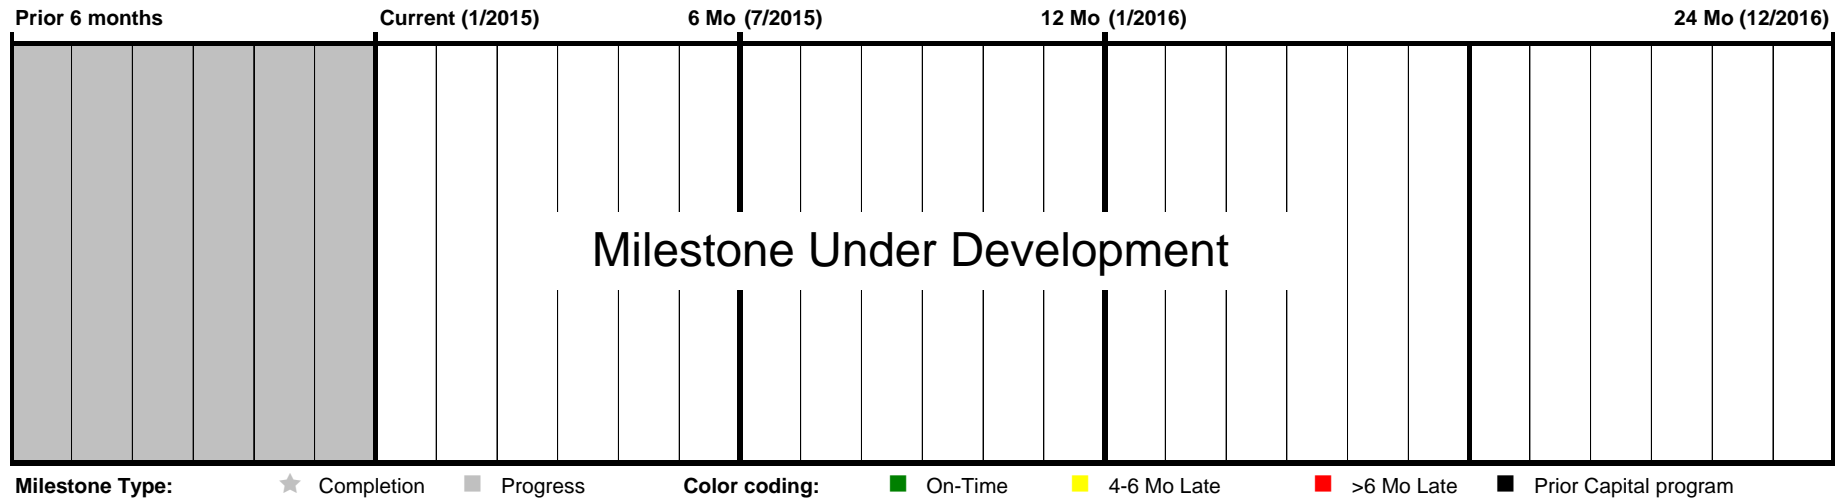 Prior 6 months Current (1/2015) 6 Mo (7/2015) 12 Mo (1/2016) 24 Mo (12/2016)
Milestone Under Development
Milestone Type: Completion Progress Color coding: On-Time 4-6 Mo Late >6 Mo Late Prior Capital program